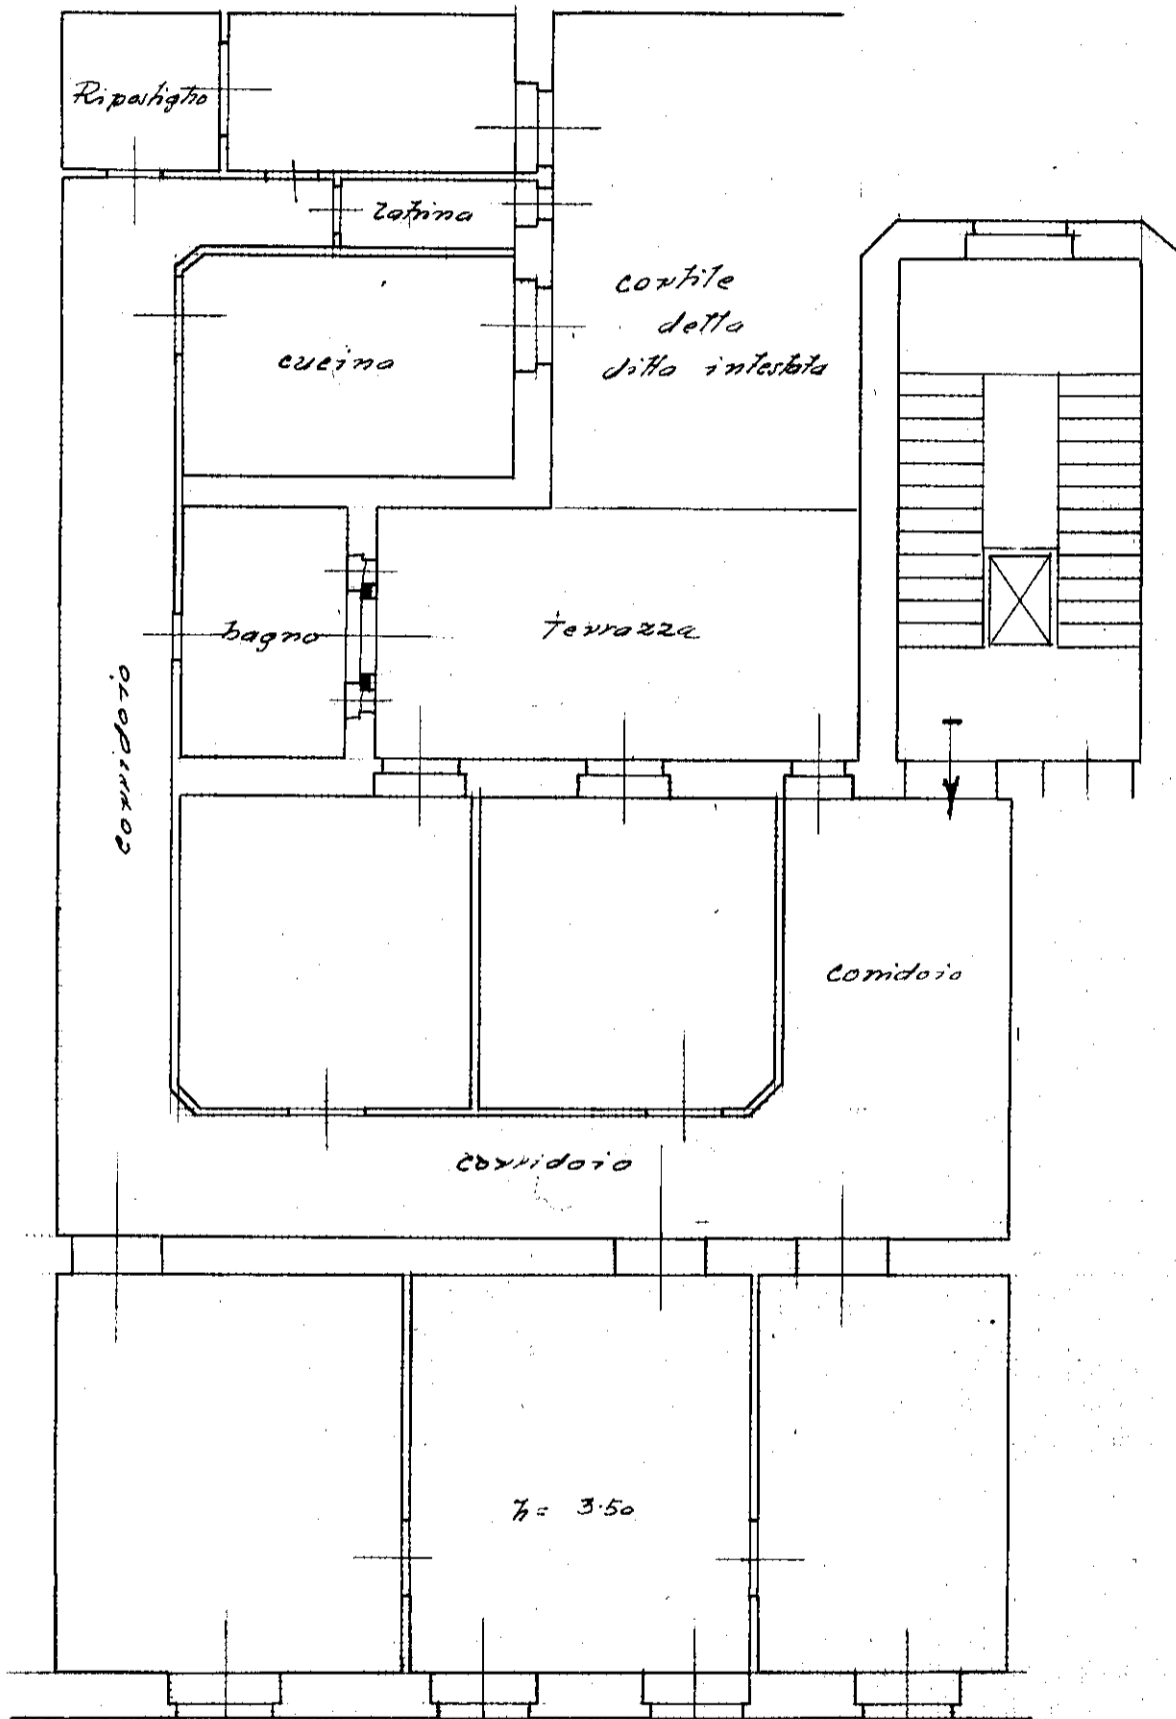 Ripostiglio
Latrina
cortile
della
ditta intestata
cucina
bagno
terrazza
corridoio
corridoio
corridoio
h= 3.50